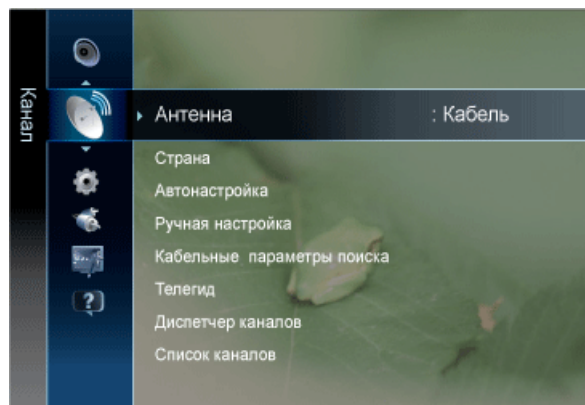 Канал
Антенна : Кабель
Страна
Автонастройка
Ручная настройка
Кабельные параметры поиска
Телегид
Диспетчер каналов
Список каналов